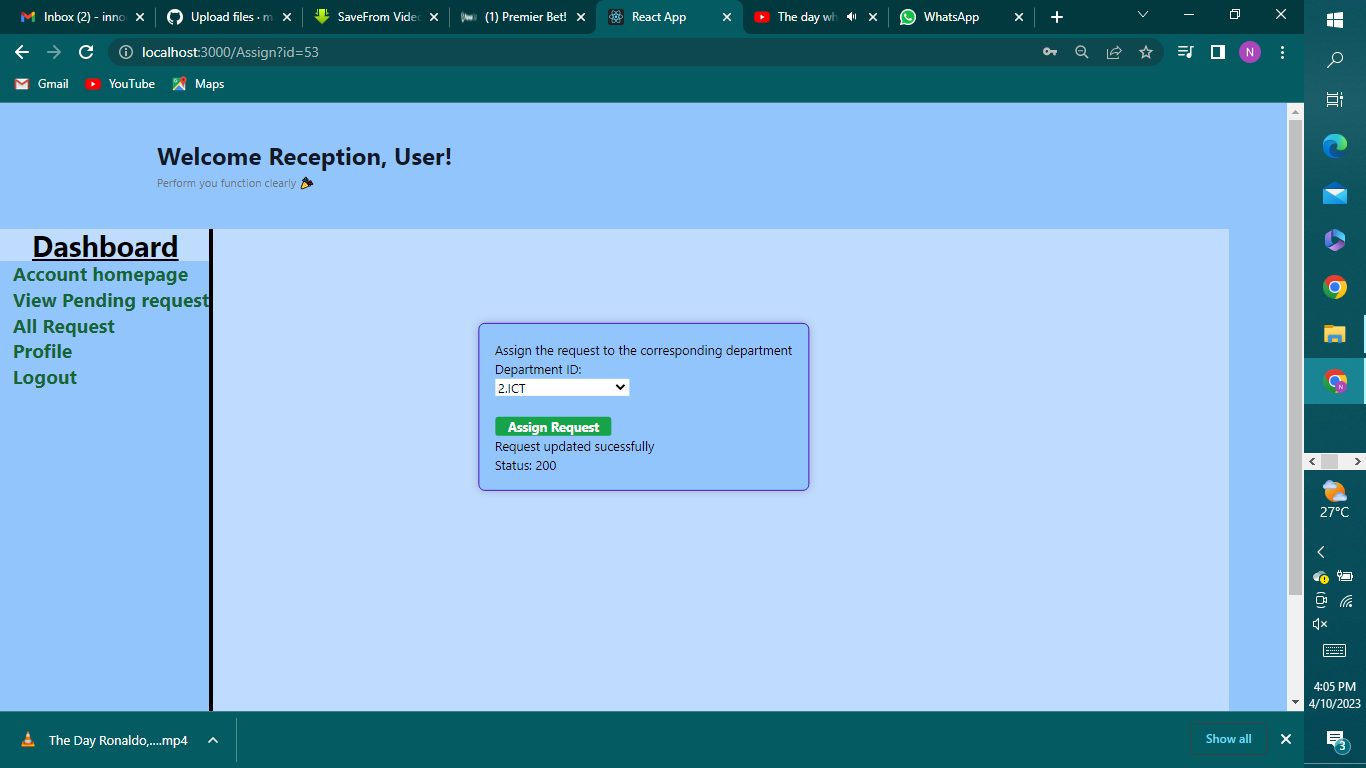 Inbox (2) - inno
Upload files · m
SaveFrom Video
(1) Premier Bet!
React App
The day wh
WhatsApp
localhost:3000/Assign?id=53
N
Gmail
YouTube
Maps
Welcome Reception, User!
Perform you function clearly
Dashboard
Account homepage
View Pending request
All Request
Profile
Logout
Assign the request to the corresponding department
Department ID:
2.ICT
Assign Request
Request updated sucessfully
Status: 200
27°C
4:05 PM
4/10/2023
3
The Day Ronaldo,....mp4
Show all